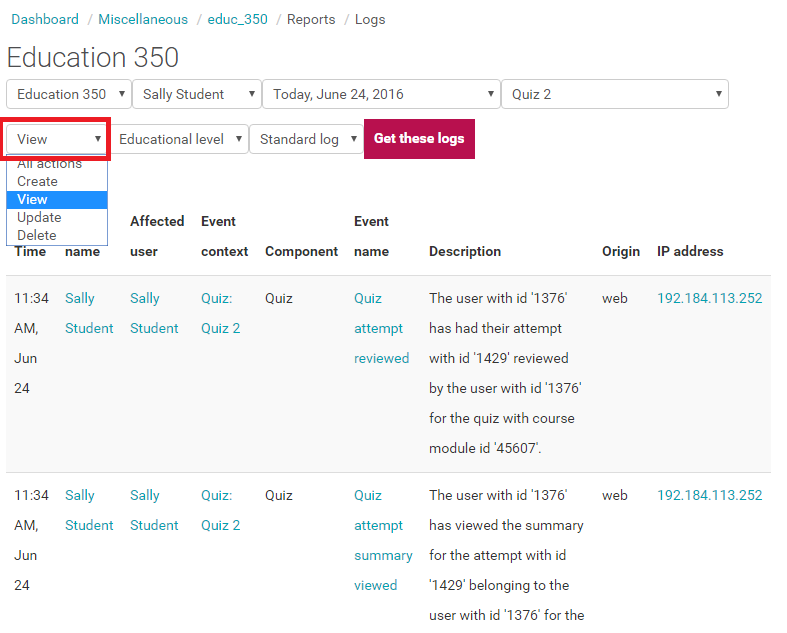 Dashboard / Miscellaneous / educ_350 / Reports / Logs
Education 350
Education 350 Sally Student Today, June 24, 2016 Quiz 2
View Educational level Standard log Get these logs
All actions
Create
View
Update
Delete
Affected Event Event
Time name user context Component name Description Origin IP address
11:34 Sally Sally Quiz: Quiz Quiz The user with id '1376' web 192.184.113.252
AM, Student Student Quiz 2 attempt has had their attempt
Jun reviewed with id '1429' reviewed
24 by the user with id '1376'
for the quiz with course
module id '45607'.
11:34 Sally Sally Quiz: Quiz Quiz The user with id '1376' web 192.184.113.252
AM, Student Student Quiz 2 attempt has viewed the summary
Jun summary for the attempt with id
24 viewed '1429' belonging to the
user with id '1376' for the